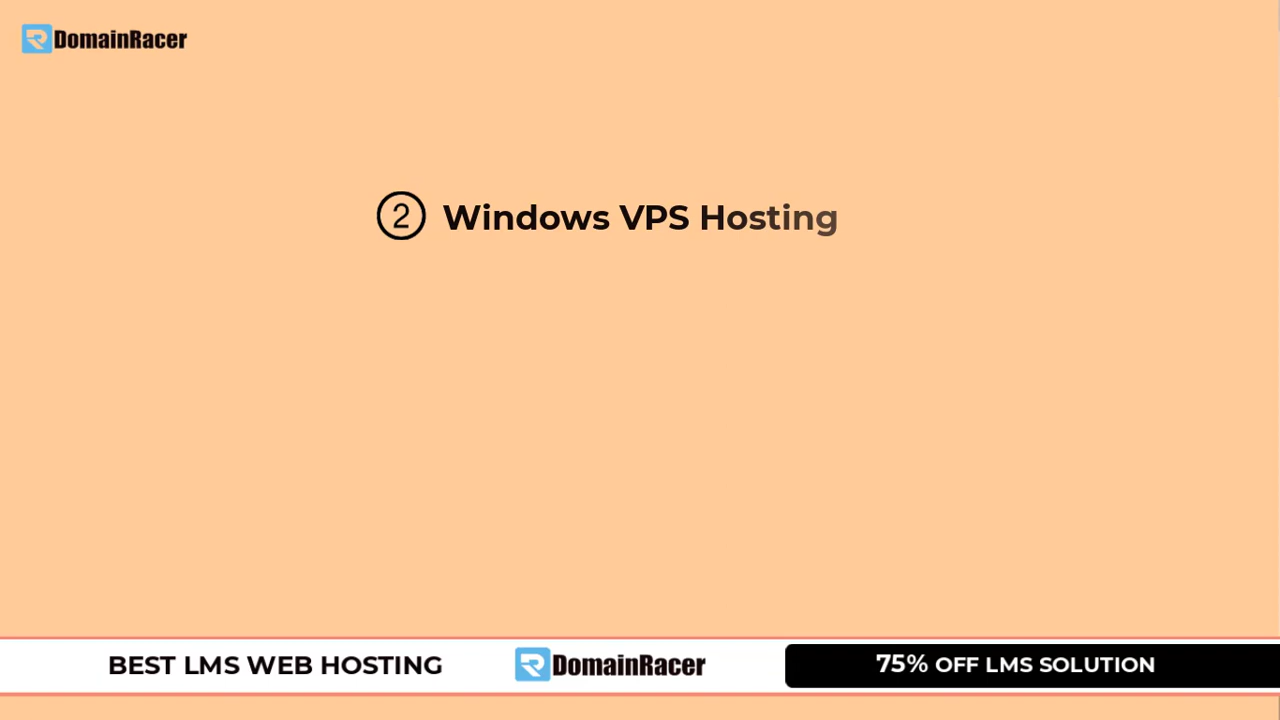 DomainRacer
2 Windows VPS Hosting
BEST LMS WEB HOSTING DomainRacer 75% OFF LMS SOLUTION